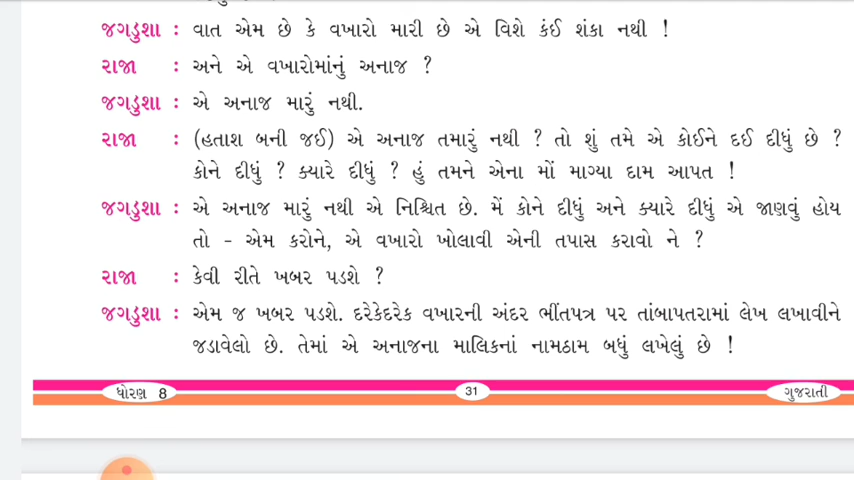 જગડુશા : વાત એમ છે કે વખારો મારી છે એ વિશે કંઈ શંકા નથી !
રાજા : અને એ વખારોમાંનું અનાજ ?
જગડુશા : એ અનાજ મારું નથી.
રાજા : (હતાશ બની જઈ) એ અનાજ તમારું નથી ? તો શું તમે એ કોઈને દઈ દીધું છે ?
કોને દીધું ? ક્યારે દીધું ? હું તમને એના મોં માગ્યા દામ આપત !
જગડુશા : એ અનાજ મારું નથી એ નિશ્ચિત છે. મેં કોને દીધું અને ક્યારે દીધું એ જાણવું હોય
તો - એમ કરોને, એ વખારો ખોલાવી એની તપાસ કરાવો ને ?
રાજા : કેવી રીતે ખબર પડશે ?
જગડુશા : એમ જ ખબર પડશે. દરેકેદરેક વખારની અંદર ભીંતપત્ર પર તાંબાપતરામાં લેખ લખાવીને
જડાવેલો છે. તેમાં એ અનાજના માલિકનાં નામઠામ બધું લખેલું છે !
ધોરણ 8 31 ગુજરાતી